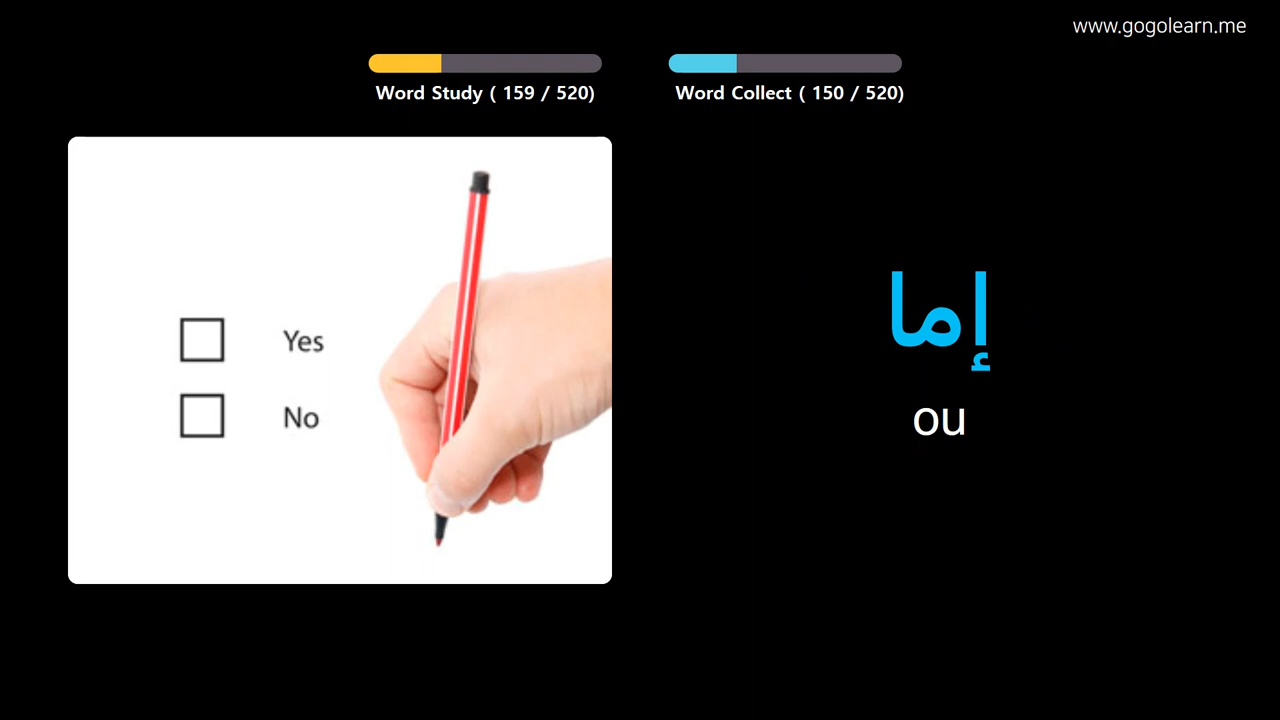 www.gogolearn.me
Word Study ( 159 / 520)
Word Collect ( 150 / 520)
Yes
No
إما
ou